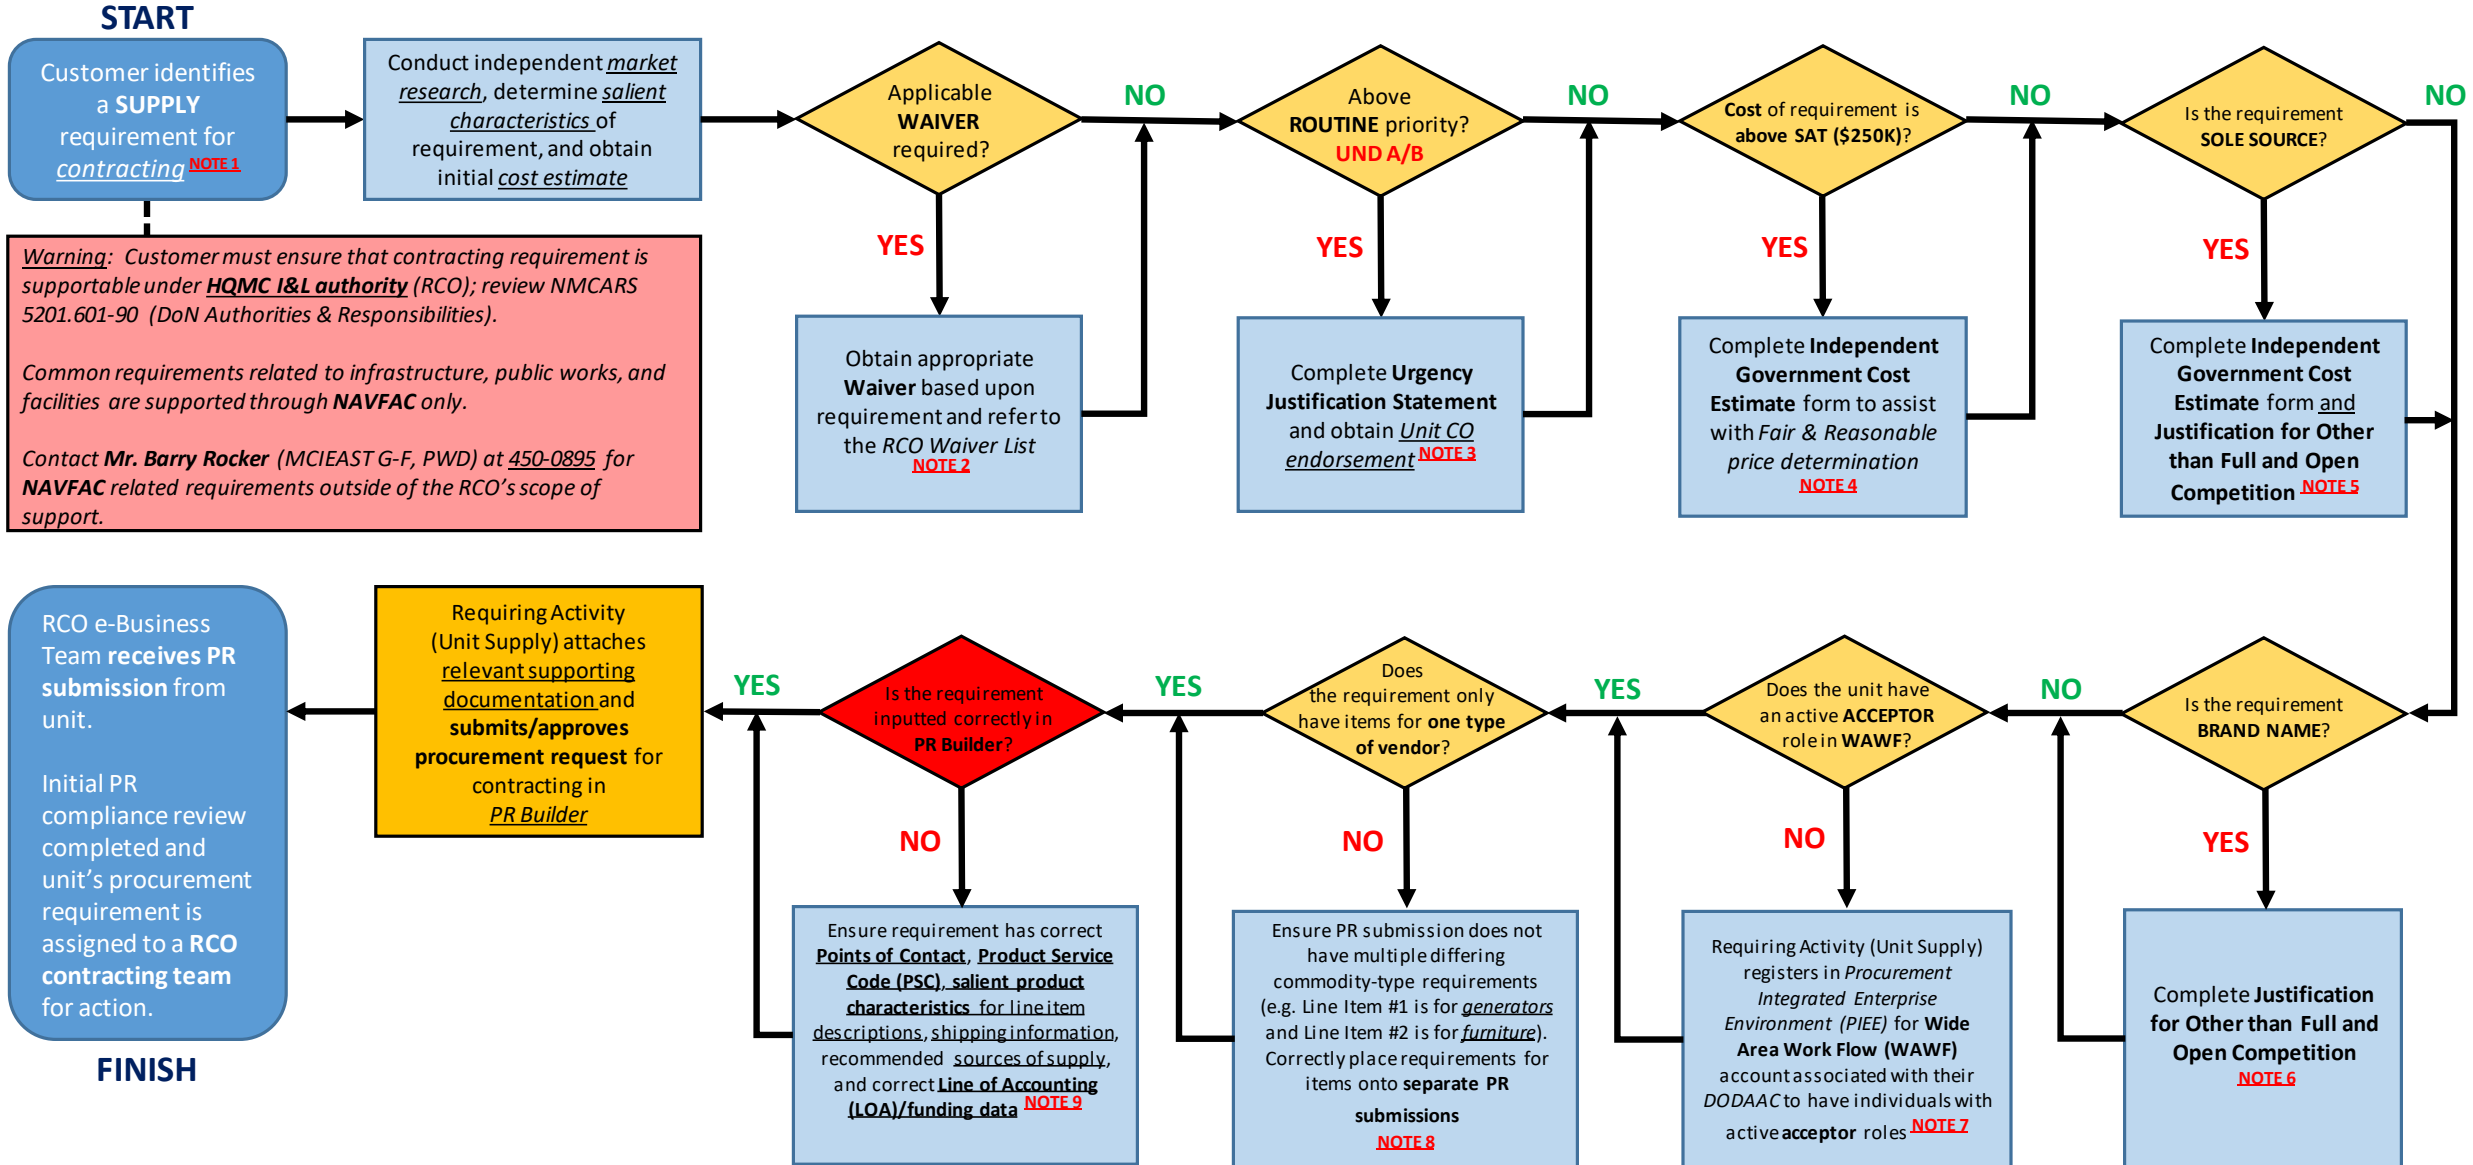 START
Customer identifies
a SUPPLY
requirement for
contracting NOTE 1
Conduct independent market
research, determine salient
characteristics of
requirement, and obtain
initial cost estimate
Applicable
WAIVER
required?
NO
Above
ROUTINE priority?
UND A/B
NO
Cost of requirement is
above SAT ($250K)?
NO
Is the requirement
SOLE SOURCE?
NO
YES
YES
YES
YES
Warning: Customer must ensure that contracting requirement is
supportable under HQMC I&L authority (RCO); review NMCARS
5201.601-90 (DoN Authorities & Responsibilities).
Common requirements related to infrastructure, public works, and
facilities are supported through NAVFAC only.
Contact Mr. Barry Rocker (MCIEAST G-F, PWD) at 450-0895 for
NAVFAC related requirements outside of the RCO's scope of
support.
Obtain appropriate
Waiver based upon
requirement and refer to
the RCO Waiver List
NOTE 2
Complete Urgency
Justification Statement
and obtain Unit CO
endorsement NOTE 3
Complete Independent
Government Cost
Estimate form to assist
with Fair & Reasonable
price determination
NOTE 4
Complete Independent
Government Cost
Estimate form and
Justification for Other
than Full and Open
Competition NOTE 5
Is the requirement
BRAND NAME?
NO
Does the unit have
an active ACCEPTOR
role in WAWF?
YES
Does
the requirement only
have items for one type
of vendor?
YES
Is the requirement
inputted correctly in
PR Builder?
YES
Requiring Activity
(Unit Supply) attaches
relevant supporting
documentation and
submits/approves
procurement request for
contracting in
PR Builder
RCO e-Business
Team receives PR
submission from
unit.
Initial PR
compliance review
completed and
unit's procurement
requirement is
assigned to a RCO
contracting team
for action.
FINISH
NO
NO
NO
YES
Ensure requirement has correct
Points of Contact, Product Service
Code (PSC), salient product
characteristics for line item
descriptions, shipping information,
recommended sources of supply,
and correct Line of Accounting
(LOA)/funding data NOTE 9
Ensure PR submission does not
have multiple differing
commodity-type requirements
(e.g. Line Item #1 is for generators
and Line Item #2 is for furniture).
Correctly place requirements for
items onto separate PR
submissions
NOTE 8
Requiring Activity (Unit Supply)
registers in Procurement
Integrated Enterprise
Environment (PIEE) for Wide
Area Work Flow (WAWF)
account associated with their
DODAAC to have individuals with
active acceptor roles NOTE 7
Complete Justification
for Other than Full and
Open Competition
NOTE 6